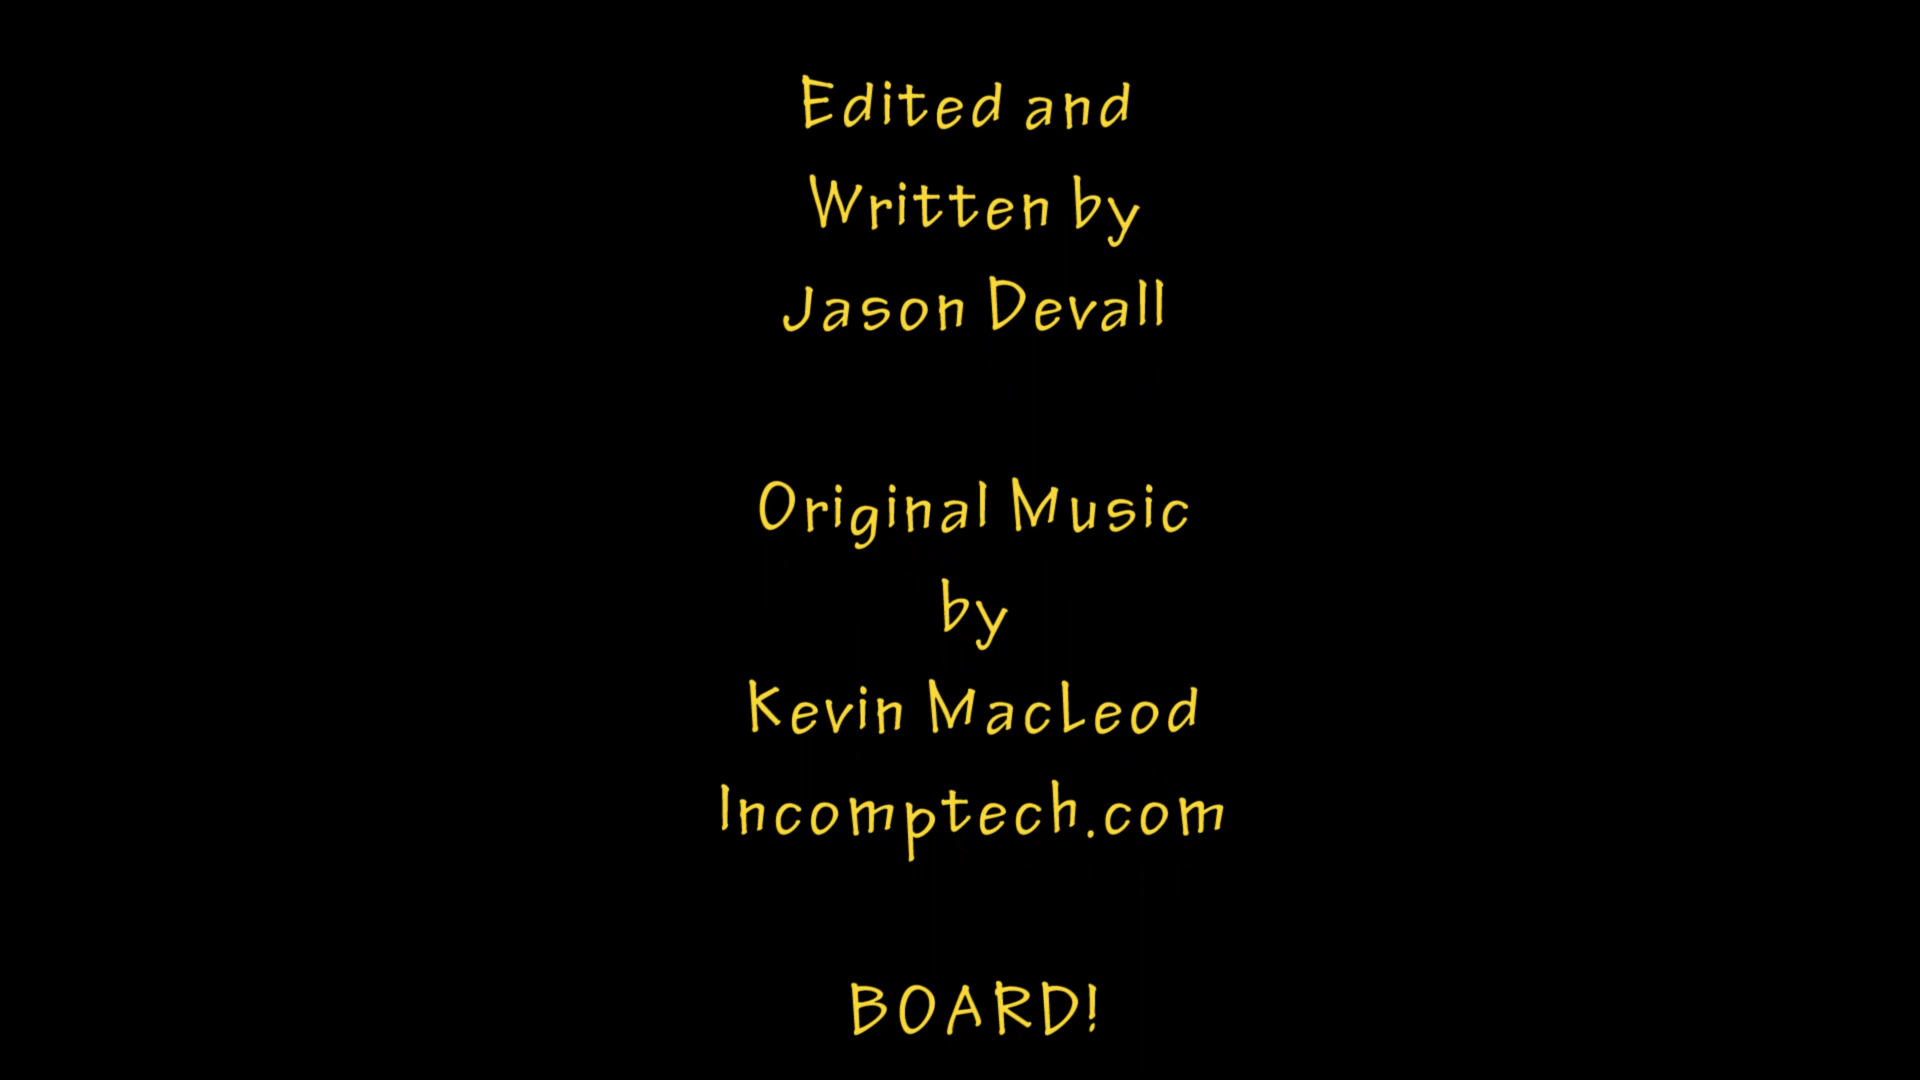 Edited and
Written by
Jason Devall
Original Music
by
Kevin MacLeod
Incomptech.com
BOARD!